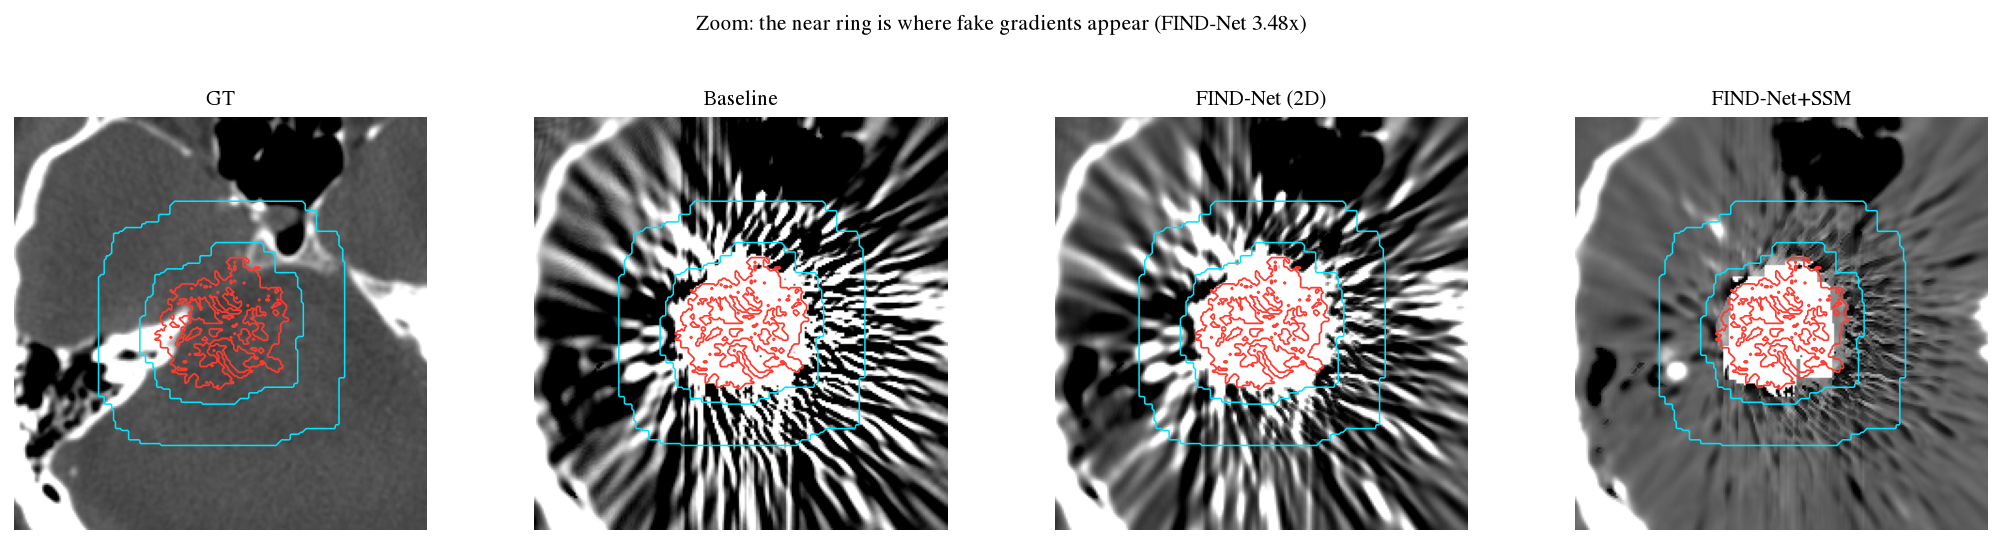 Zoom: the near ring is where fake gradients appear (FIND-Net 3.48x)
GT
Baseline
FIND-Net (2D)
FIND-Net+SSM